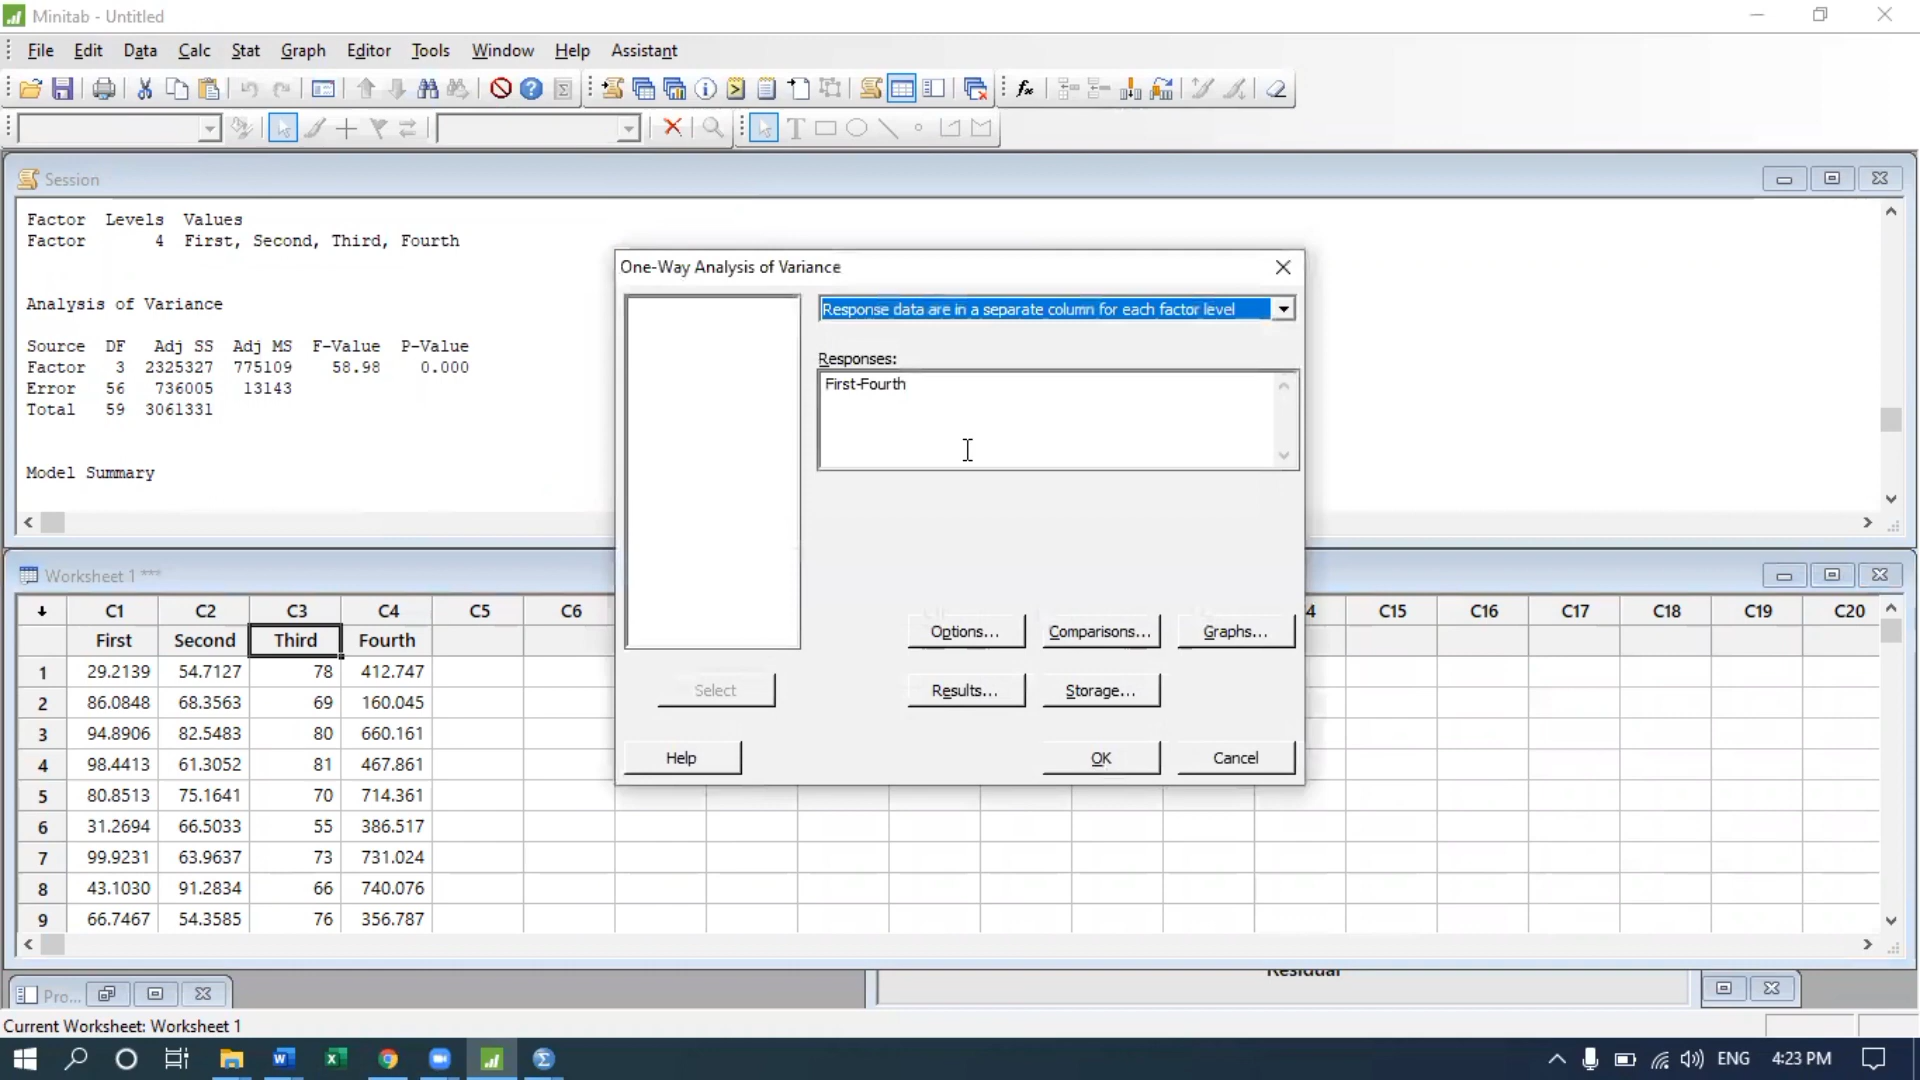 Minitab - Untitled
File Edit Data Calc Stat Graph Editor Tools Window Help Assistant
Session
Factor Levels Values
Factor 4 First, Second, Third, Fourth
Analysis of Variance
Source DF Adj SS Adj MS F-Value P-Value
Factor 3 2325327 775109 58.98 0.000
Error 56 736005 13143
Total 59 3061331
Model Summary
One-Way Analysis of Variance
Response data are in a separate column for each factor level
Responses:
First-Fourth
Options... Comparisons... Graphs...
Select Results... Storage...
Help OK Cancel
Worksheet 1 ***
C1 C2 C3 C4 C5 C6 4 C15 C16 C17 C18 C19 C20
First Second Third Fourth
1 29.2139 54.7127 78 412.747
2 86.0848 68.3563 69 160.045
3 94.8906 82.5483 80 660.161
4 98.4413 61.3052 81 467.861
5 80.8513 75.1641 70 714.361
6 31.2694 66.5033 55 386.517
7 99.9231 63.9637 73 731.024
8 43.1030 91.2834 66 740.076
9 66.7467 54.3585 76 356.787
Pro... Residual
Current Worksheet: Worksheet 1
ENG 4:23 PM